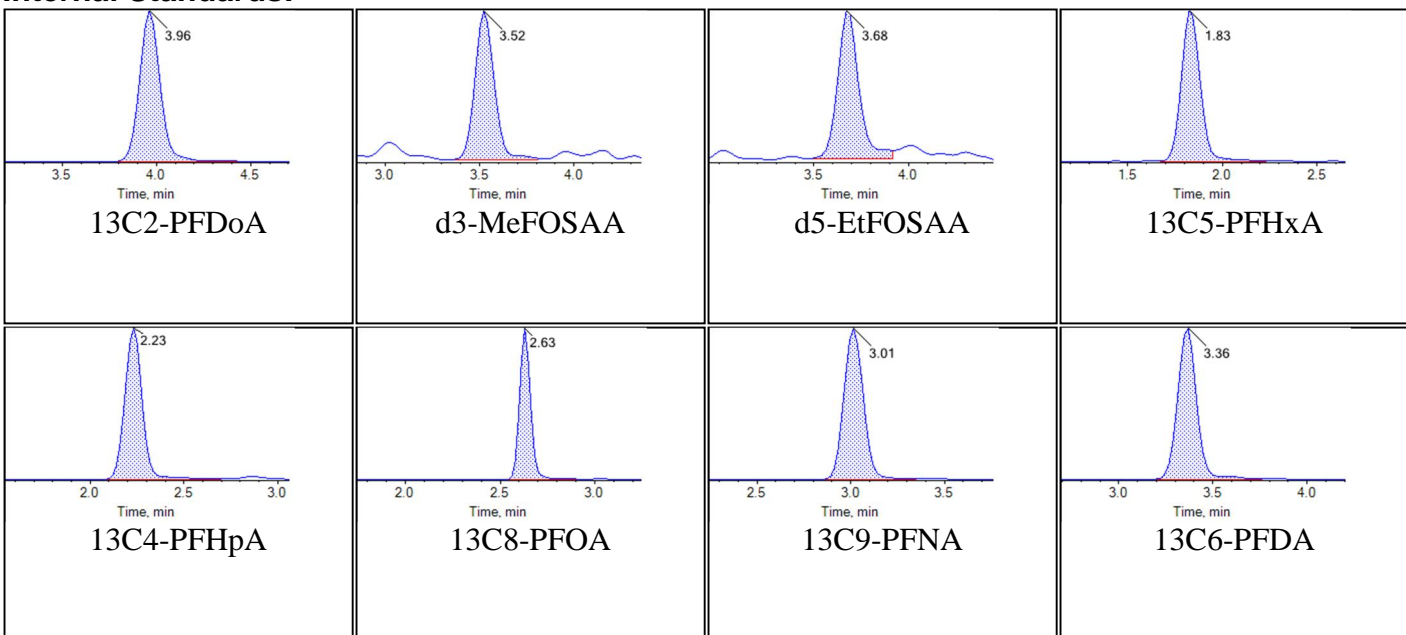 Internal Standards:
3.96
3.5 4.0 4.5
Time, min
13C2-PFDoA
3.52
3.0 3.5 4.0
Time, min
d3-MeFOSAA
3.68
3.5 4.0
Time, min
d5-EtFOSAA
1.83
1.5 2.0 2.5
Time, min
13C5-PFHxA
2.23
2.0 2.5 3.0
Time, min
13C4-PFHpA
2.63
2.0 2.5 3.0
Time, min
13C8-PFOA
3.01
2.5 3.0 3.5
Time, min
13C9-PFNA
3.36
3.0 3.5 4.0
Time, min
13C6-PFDA